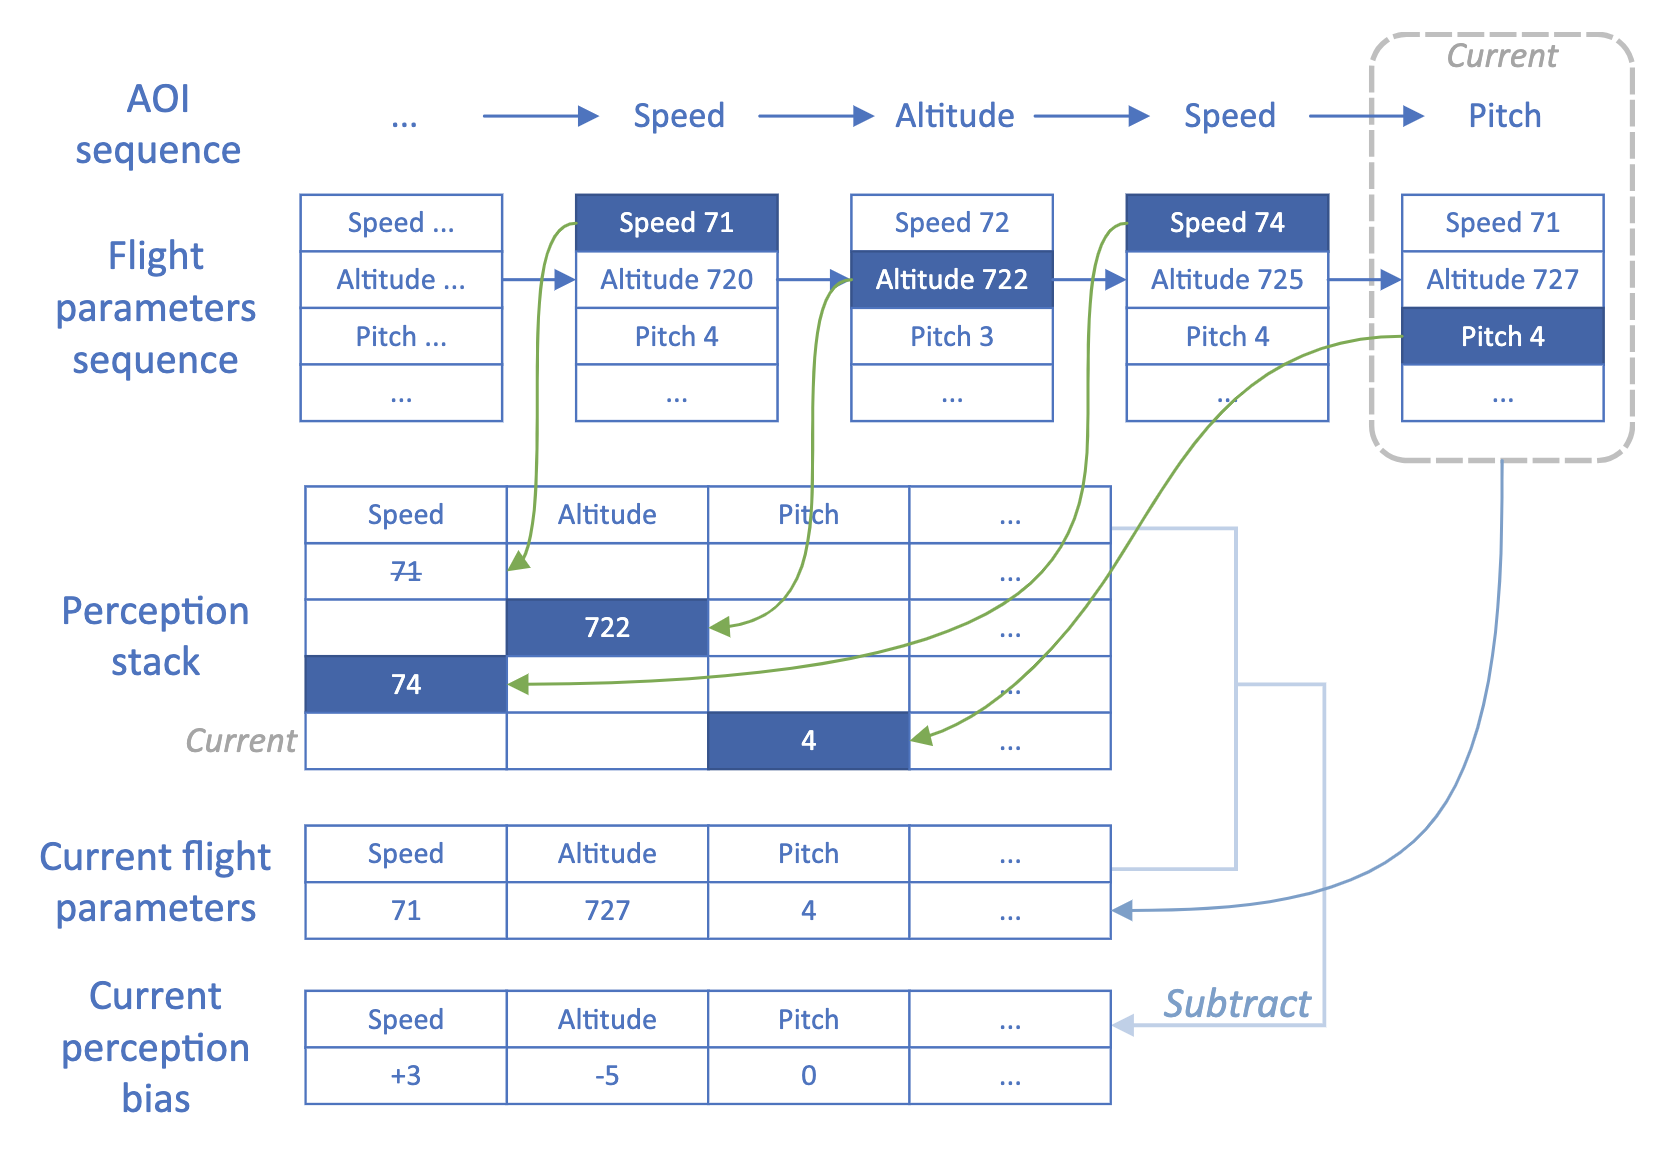 Current
AOI
sequence
... Speed Altitude Speed Pitch
Flight
parameters
sequence
Speed ... Speed 71 Speed 72 Speed 74 Speed 71
Altitude ... Altitude 720 Altitude 722 Altitude 725 Altitude 727
Pitch ... Pitch 4 Pitch 3 Pitch 4 Pitch 4
... ... ... ... ...
Perception
stack
Speed Altitude Pitch ...
71 ...
722 ...
74 ...
Current 4 ...
Current flight
parameters
Speed Altitude Pitch ...
71 727 4 ...
Current
perception
bias
Subtract
Speed Altitude Pitch ...
+3 -5 0 ...